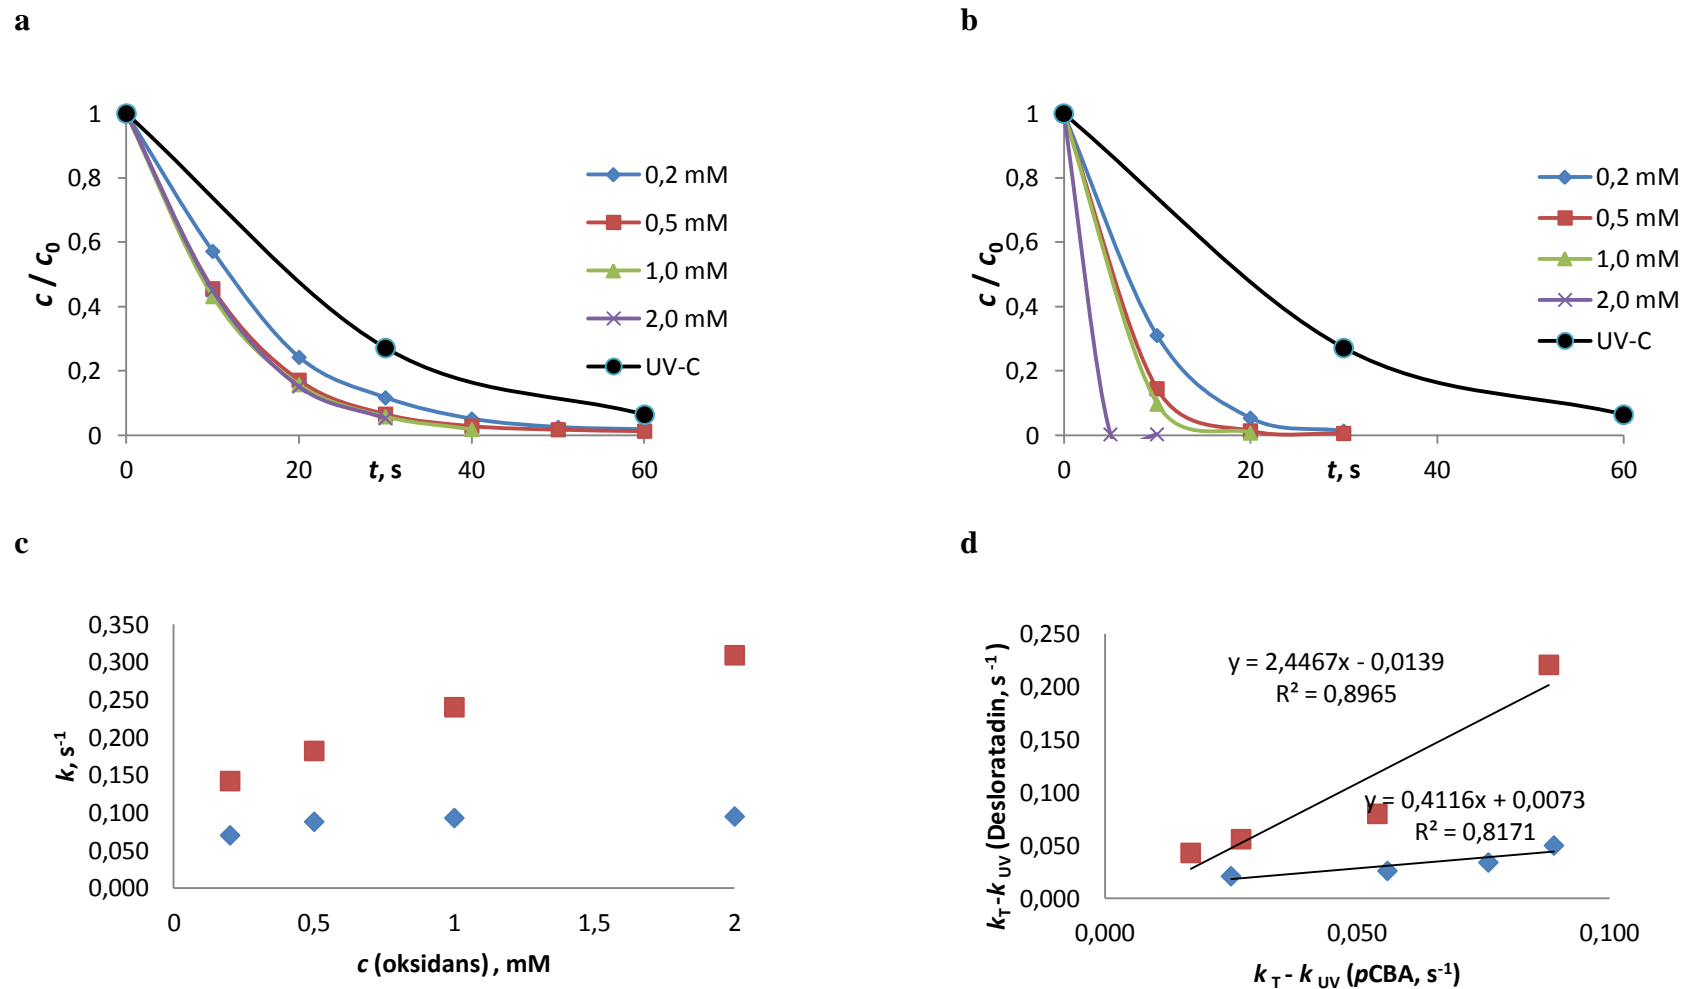 a
1
0,8
0,6
0,4
0,2
0
c / c0
0 20 40 60
t, s
0,2 mM
0,5 mM
1,0 mM
2,0 mM
UV-C
b
1
0,8
0,6
0,4
0,2
0
c / c0
0 20 40 60
t, s
0,2 mM
0,5 mM
1,0 mM
2,0 mM
UV-C
c
0,350
0,300
0,250
0,200
0,150
0,100
0,050
0,000
k, s-1
0 0,5 1 1,5 2
c (oksidans) , mM
d
0,250
0,200
0,150
0,100
0,050
0,000
kT-k UV (Desloratadin, s -1)
y = 2,4467x - 0,0139
R² = 0,8965
y = 0,4116x + 0,0073
R² = 0,8171
0,000 0,050 0,100
k T - k UV (pCBA, s-1)